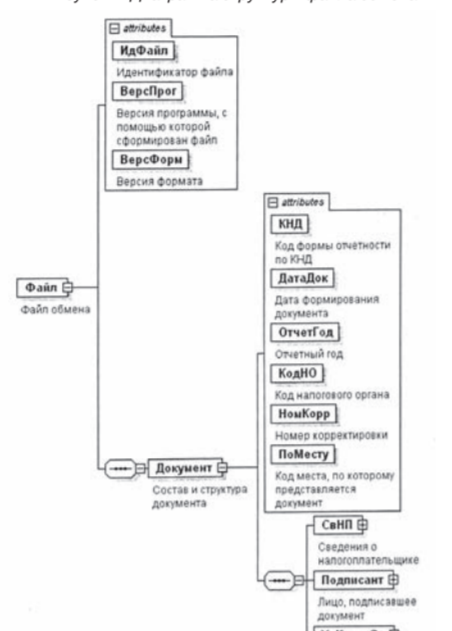 attributes
ИдФайл
Идентификатор файла
ВерсПрог
Версия программы, с
помощью которой
сформирован файл
ВерсФорм
Версия формата
attributes
КНД
Код формы отчетности
по КНД
ДатаДок
Дата формирования
документа
ОтчетГод
Отчетный год
КодНО
Код налогового органа
НомКорр
Номер корректировки
ПоМесту
Код места, по которому
представляется
документ
Файл
Файл обмена
Документ
Состав и структура
документа
СвНП
Сведения о
налогоплательщике
Подписант
Лицо, подписавшее
документ